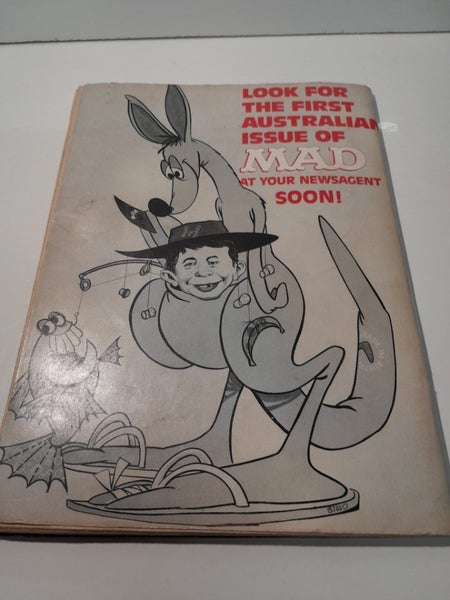 LOOK FOR
THE FIRST
AUSTRALIAN
ISSUE OF
MAD
AT YOUR NEWSAGENT
SOON!